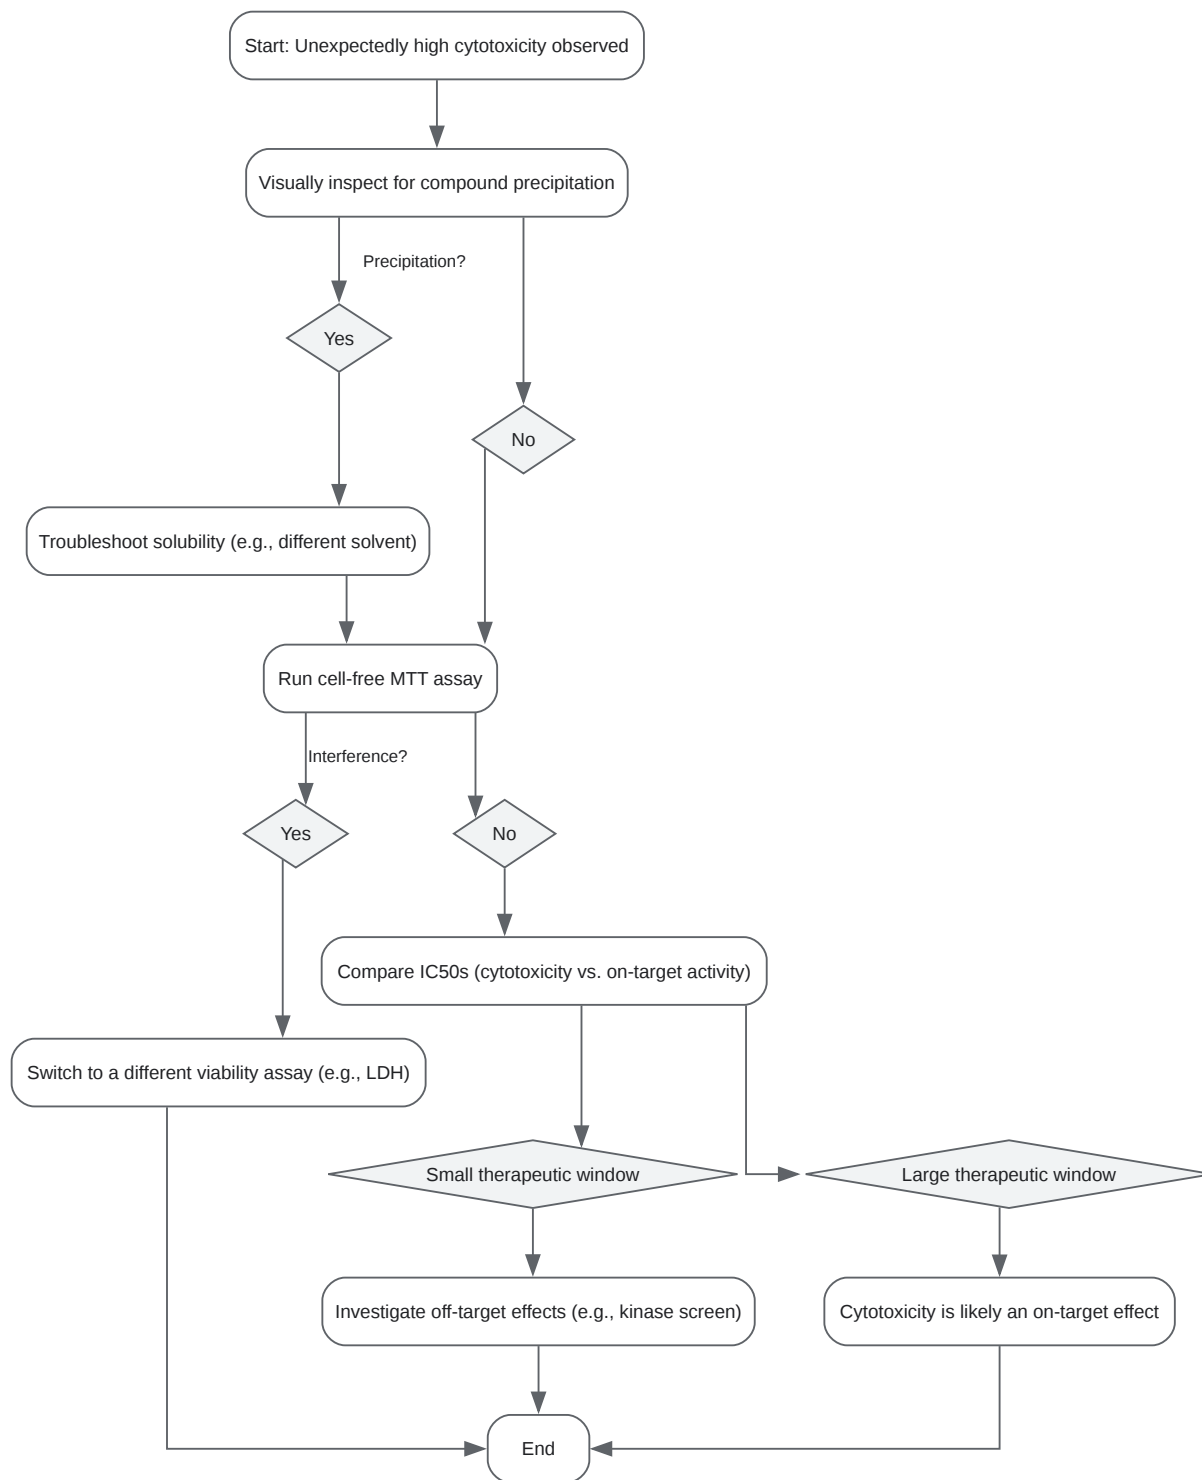 Start: Unexpectedly high cytotoxicity observed
Visually inspect for compound precipitation
Precipitation?
Yes
No
Troubleshoot solubility (e.g., different solvent)
Run cell-free MTT assay
Interference?
Yes
No
Compare IC50s (cytotoxicity vs. on-target activity)
Switch to a different viability assay (e.g., LDH)
Small therapeutic window
Large therapeutic window
Investigate off-target effects (e.g., kinase screen)
Cytotoxicity is likely an on-target effect
End